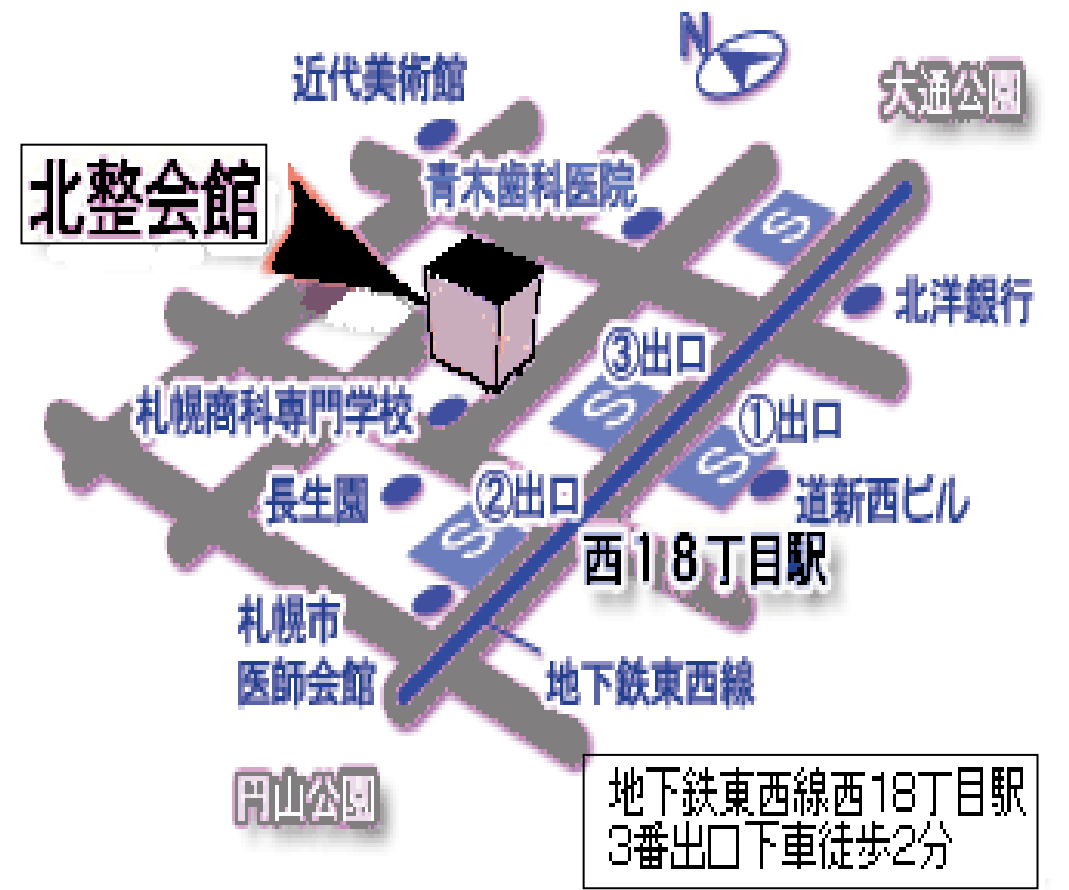 N
近代美術館
大通公園
北整会館
青木歯科医院
S
北洋銀行
③出口
S
①出口
札幌商科専門学校
S
長生園
②出口
道新西ビル
S
西18丁目駅
札幌市
医師会館
地下鉄東西線
円山公園
地下鉄東西線西18丁目駅
3番出口下車徒歩2分